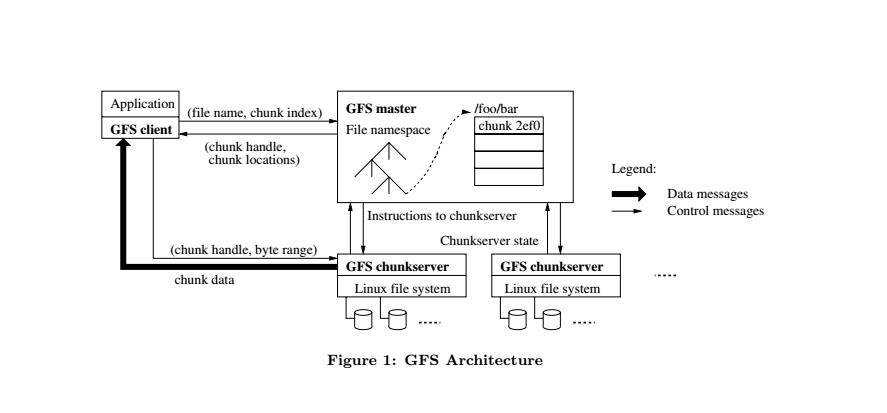 Application
GFS client
(file name, chunk index)
(chunk handle,
chunk locations)
GFS master
File namespace
/foo/bar
chunk 2ef0
Legend:
Data messages
Control messages
Instructions to chunkserver
Chunkserver state
(chunk handle, byte range)
chunk data
GFS chunkserver
Linux file system
GFS chunkserver
Linux file system
Figure 1: GFS Architecture